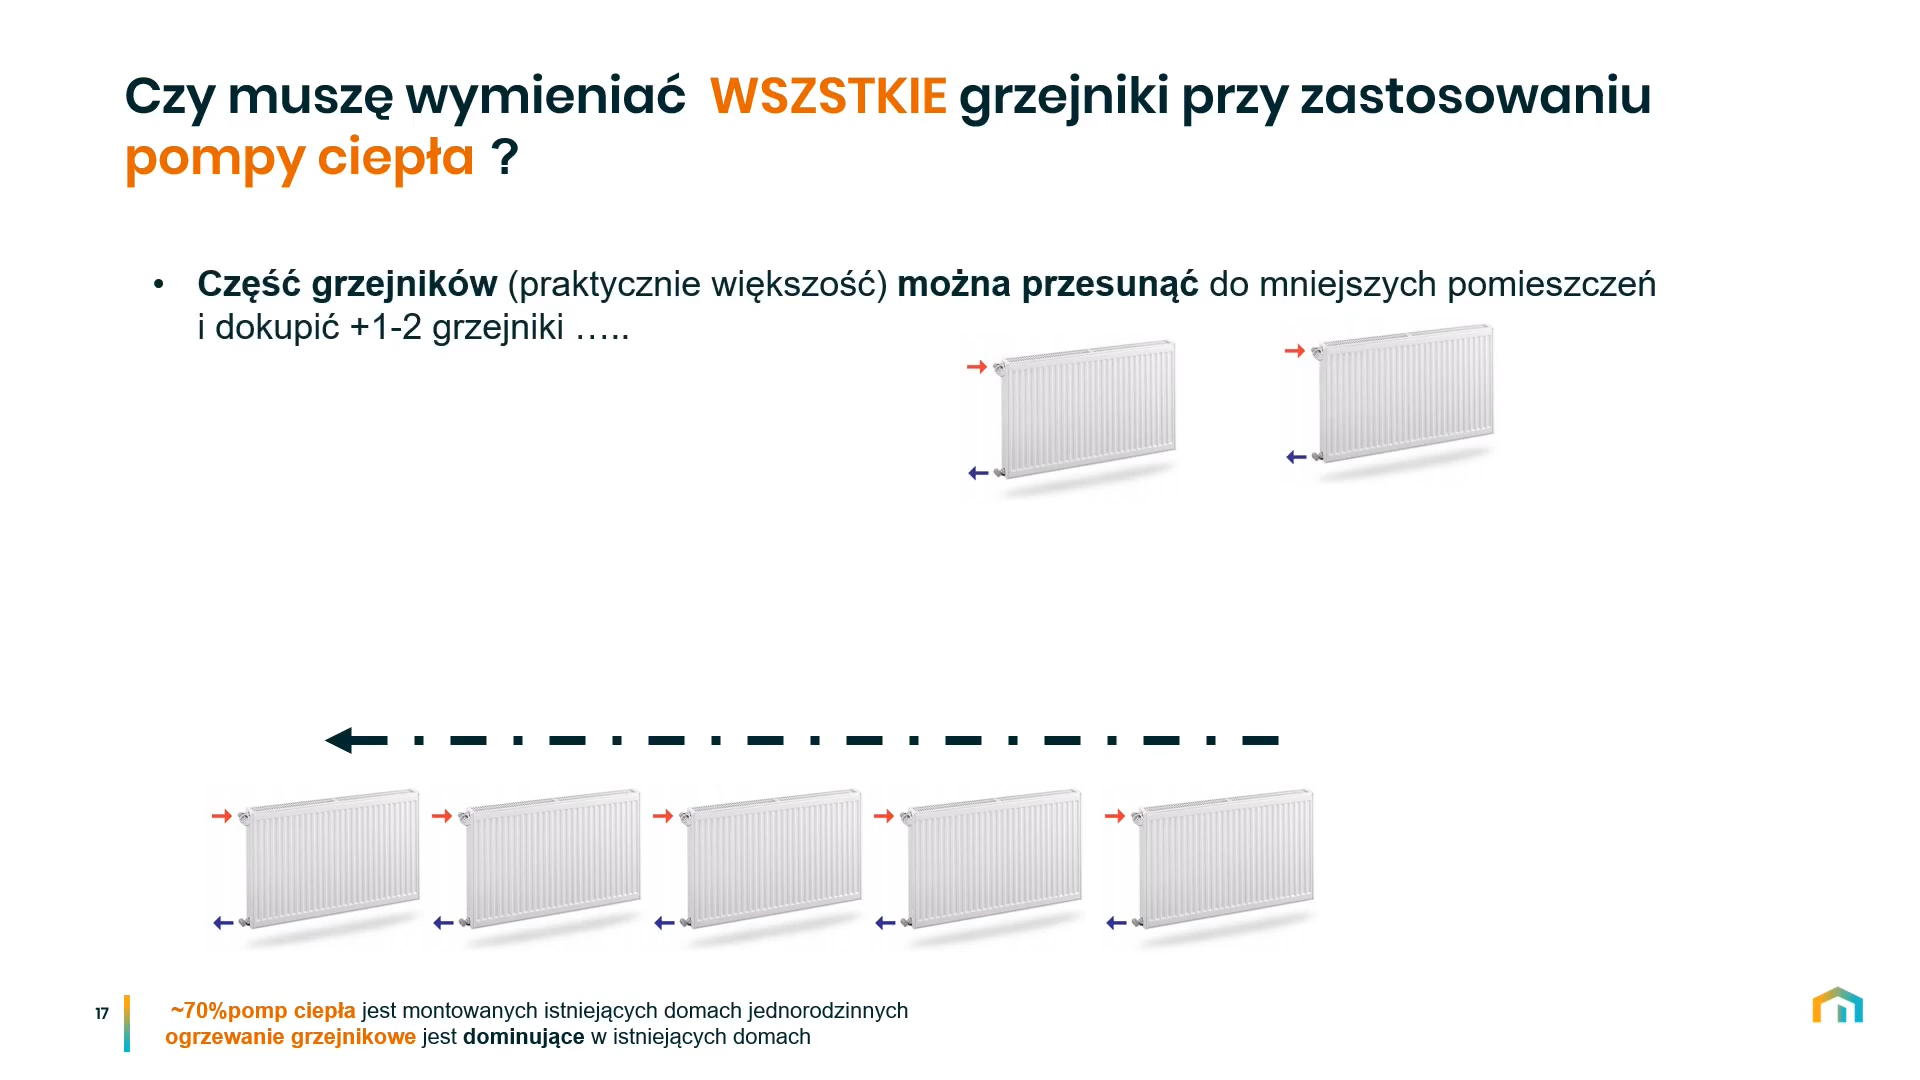 Czy muszę wymieniać WSZSTKIE grzejniki przy zastosowaniu
pompy ciepła ?
• Część grzejników (praktycznie większość) można przesunąć do mniejszych pomieszczeń
i dokupić +1-2 grzejniki …..
17
~70%pomp ciepła jest montowanych istniejących domach jednorodzinnych
ogrzewanie grzejnikowe jest dominujące w istniejących domach